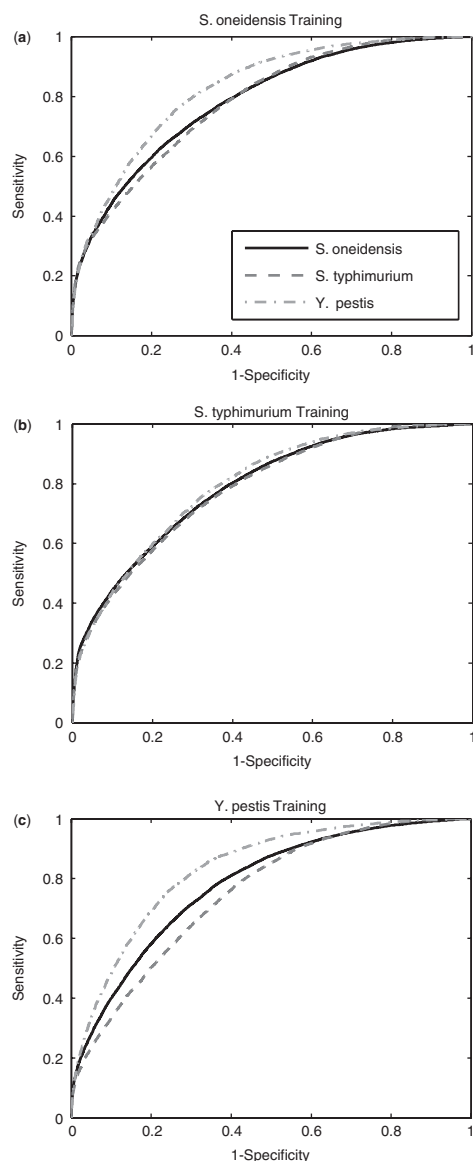 S. oneidensis Training
(a)
1
0.8
0.6
0.4
0.2
0
Sensitivity
S. oneidensis
S. typhimurium
Y. pestis
0 0.2 0.4 0.6 0.8 1
1-Specificity
S. typhimurium Training
(b)
1
0.8
0.6
0.4
0.2
0
Sensitivity
0 0.2 0.4 0.6 0.8 1
1-Specificity
Y. pestis Training
(c)
1
0.8
0.6
0.4
0.2
0
Sensitivity
0 0.2 0.4 0.6 0.8 1
1-Specificity